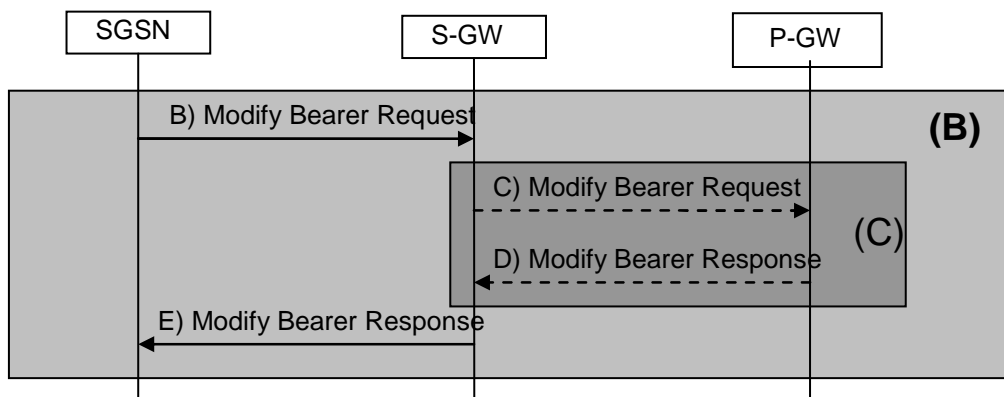 SGSN
S-GW
P-GW
B) Modify Bearer Request
(B)
C) Modify Bearer Request
(C)
D) Modify Bearer Response
E) Modify Bearer Response